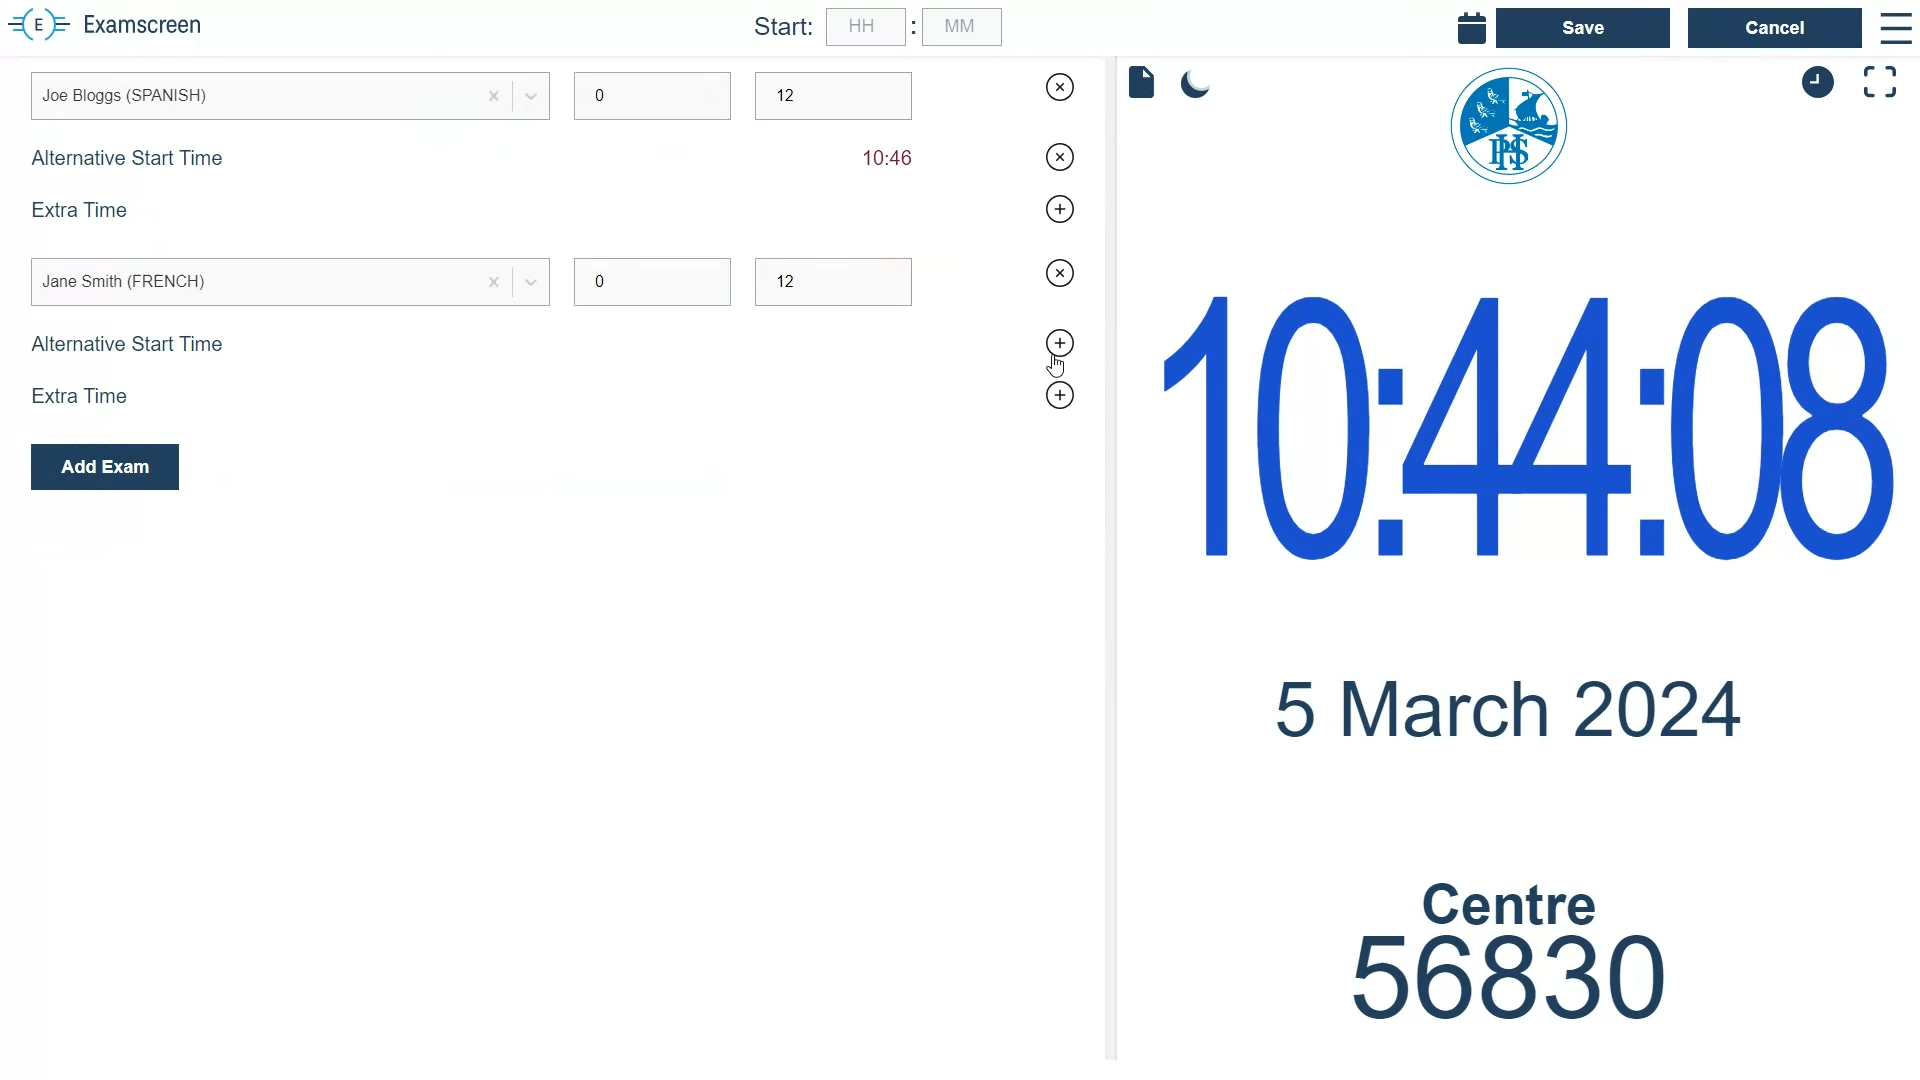 E Examscreen
Start: HH : MM
Save
Cancel
Joe Bloggs (SPANISH)
0
12
Alternative Start Time
10:46
Extra Time
Jane Smith (FRENCH)
0
12
Alternative Start Time
Extra Time
Add Exam
PHS
10:44:08
5 March 2024
Centre
56830